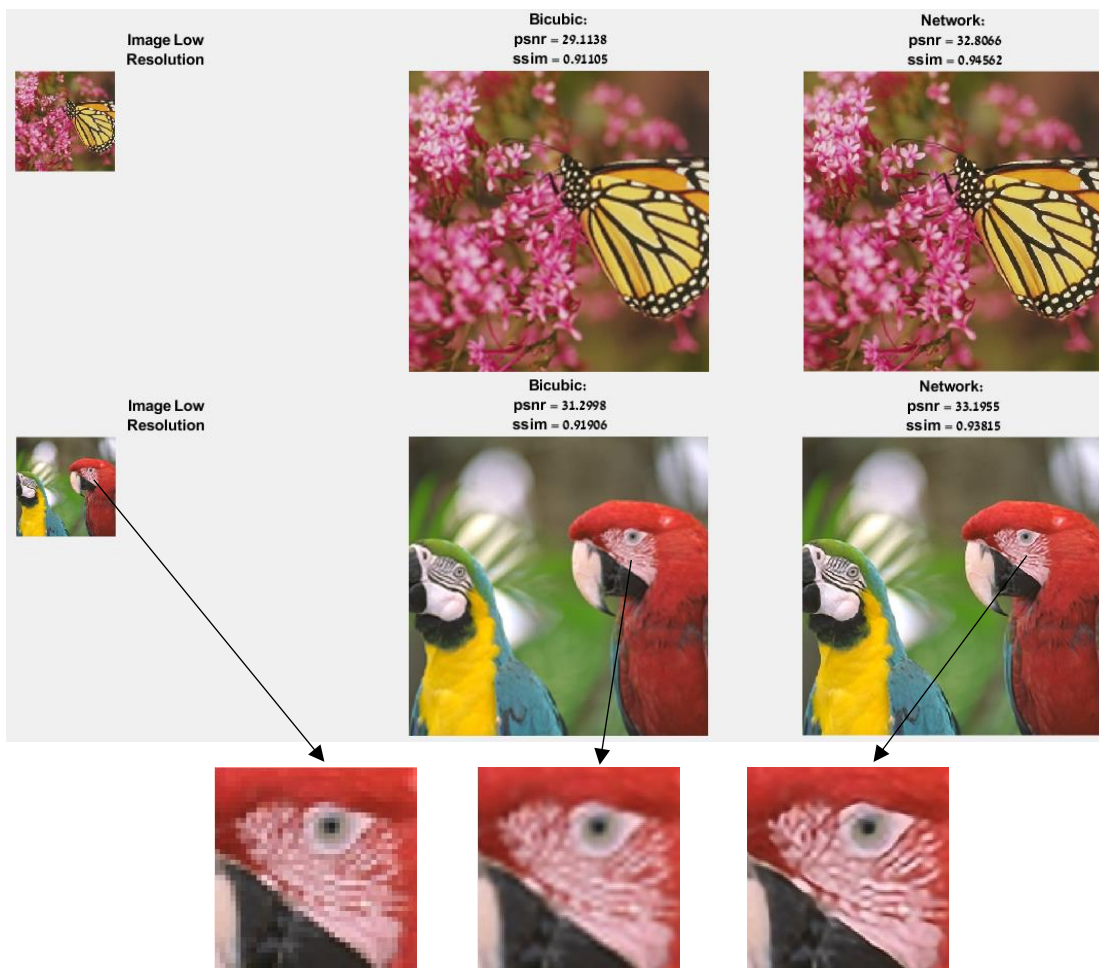 Image Low
Resolution
Bicubic:
psnr = 29.1138
ssim = 0.91105
Network:
psnr = 32.8066
ssim = 0.94562
Image Low
Resolution
Bicubic:
psnr = 31.2998
ssim = 0.91906
Network:
psnr = 33.1955
ssim = 0.93815